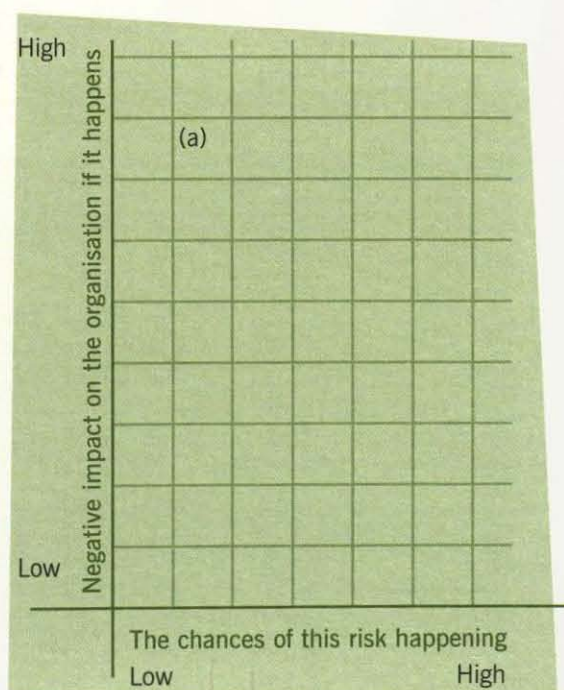 High
Negative impact on the organisation if it happens
(a)
Low
The chances of this risk happening
Low
High